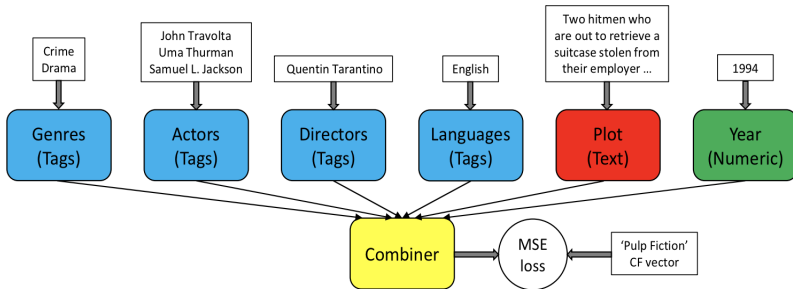 Crime
Drama
John Travolta
Uma Thurman
Samuel L. Jackson
Quentin Tarantino
English
Two hitmen who
are out to retrieve a
suitcase stolen from
their employer ...
1994
Genres
(Tags)
Actors
(Tags)
Directors
(Tags)
Languages
(Tags)
Plot
(Text)
Year
(Numeric)
Combiner
MSE
loss
‘Pulp Fiction’
CF vector